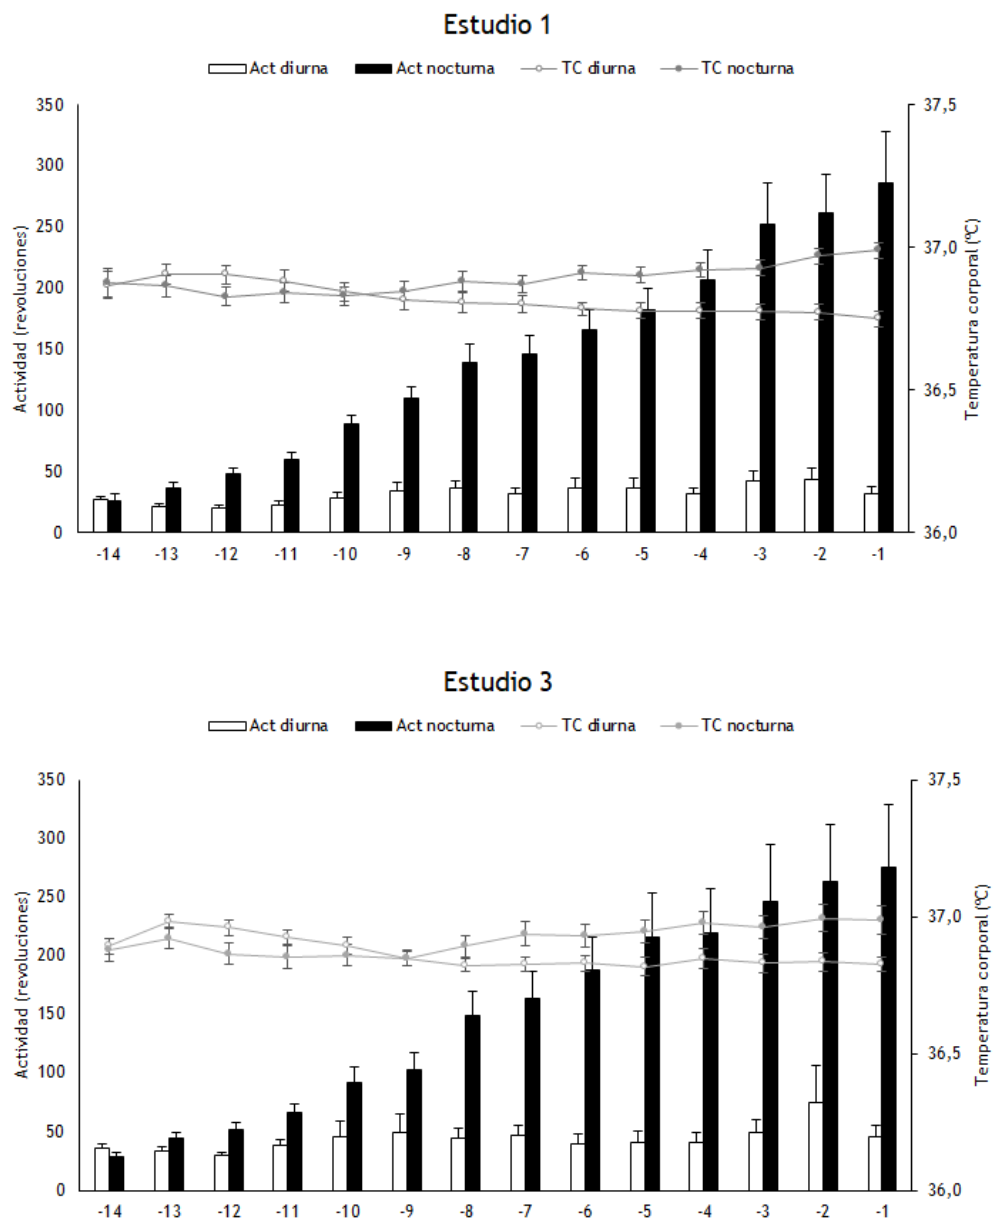 Estudio 1
Act diurna Act nocturna TC diurna TC nocturna
350 37,5
300
250 37,0
200
150 36,5
100
50
0 36,0
Actividad (revoluciones)
Temperatura corporal (ºC)
-14 -13 -12 -11 -10 -9 -8 -7 -6 -5 -4 -3 -2 -1
Estudio 3
Act diurna Act nocturna TC diurna TC nocturna
350 37,5
300
250 37,0
200
150 36,5
100
50
0 36,0
Actividad (revoluciones)
Temperatura corporal (ºC)
-14 -13 -12 -11 -10 -9 -8 -7 -6 -5 -4 -3 -2 -1